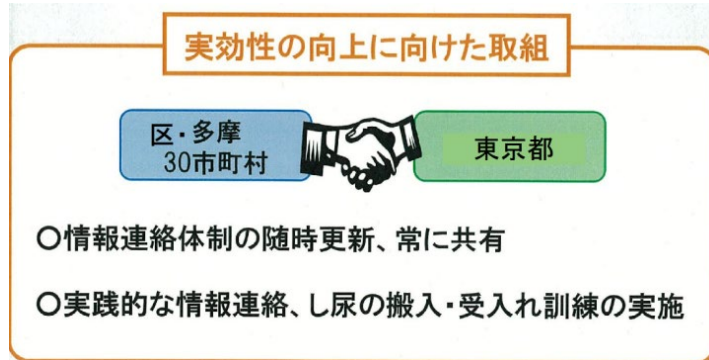 実効性の向上に向けた取組
区・多摩
30市町村
東京都
〇情報連絡体制の随時更新、常に共有
〇実践的な情報連絡、し尿の搬入・受入れ訓練の実施